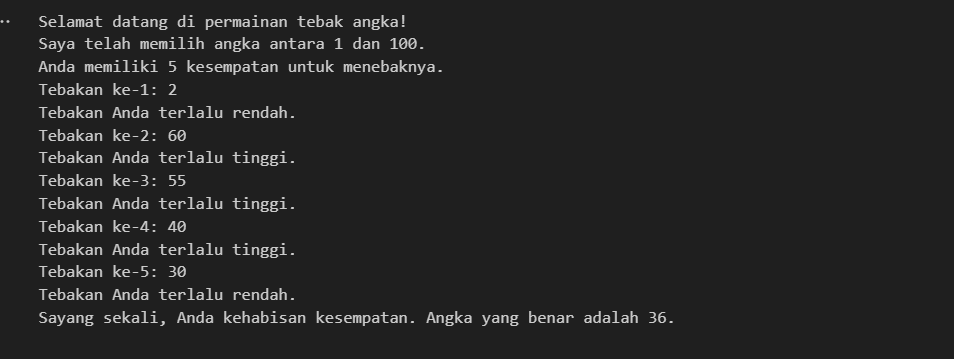 Selamat datang di permainan tebak angka!
Saya telah memilih angka antara 1 dan 100.
Anda memiliki 5 kesempatan untuk menebaknya.
Tebakan ke-1: 2
Tebakan Anda terlalu rendah.
Tebakan ke-2: 60
Tebakan Anda terlalu tinggi.
Tebakan ke-3: 55
Tebakan Anda terlalu tinggi.
Tebakan ke-4: 40
Tebakan Anda terlalu tinggi.
Tebakan ke-5: 30
Tebakan Anda terlalu rendah.
Sayang sekali, Anda kehabisan kesempatan. Angka yang benar adalah 36.